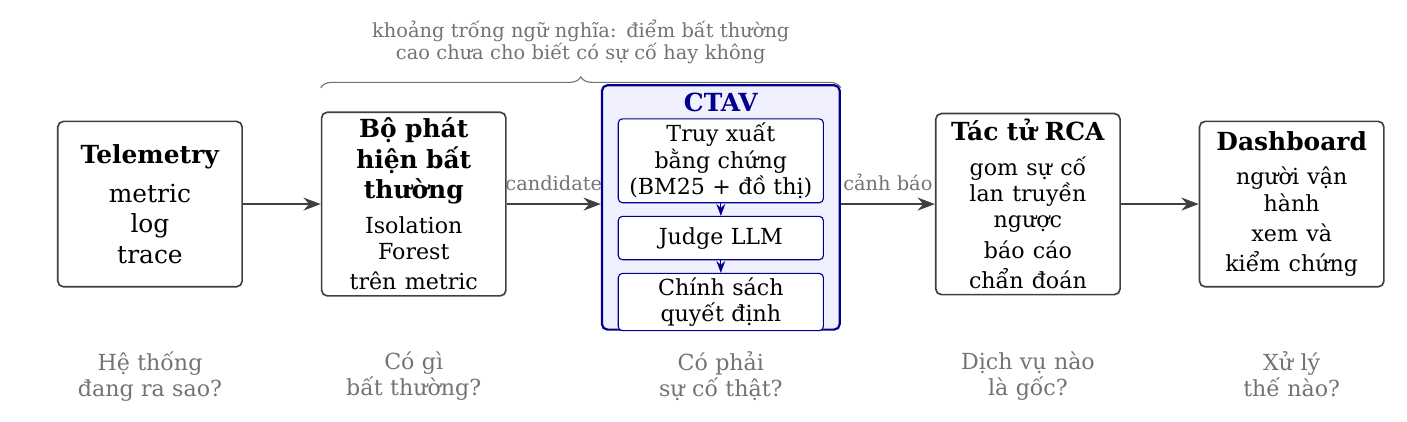 khoảng trống ngữ nghĩa: điểm bất thường
cao chưa cho biết có sự cố hay không
Telemetry
metric
log
trace
Bộ phát
hiện bất
thường
Isolation
Forest
trên metric
candidate
CTAV
Truy xuất
bằng chứng
(BM25 + đồ thị)
Judge LLM
Chính sách
quyết định
cảnh báo
Tác tử RCA
gom sự cố
lan truyền
ngược
báo cáo
chẩn đoán
Dashboard
người vận
hành
xem và
kiểm chứng
Hệ thống
đang ra sao?
Có gì
bất thường?
Có phải
sự cố thật?
Dịch vụ nào
là gốc?
Xử lý
thế nào?